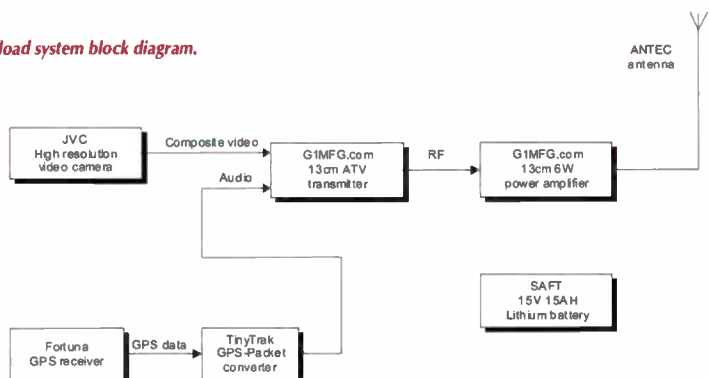 load system block diagram.
ANTEC
antenna
JVC
High resolution
video camera
Composite video
Audio
G1MFG.com
13cm ATV
transmitter
RF
G1MFG.com
13cm 6W
power amplifier
SAFT
15V 15AH
Lithium battery
Fortuna
GPS receiver
GPS data
TinyTrak
GPS-Packet
converter